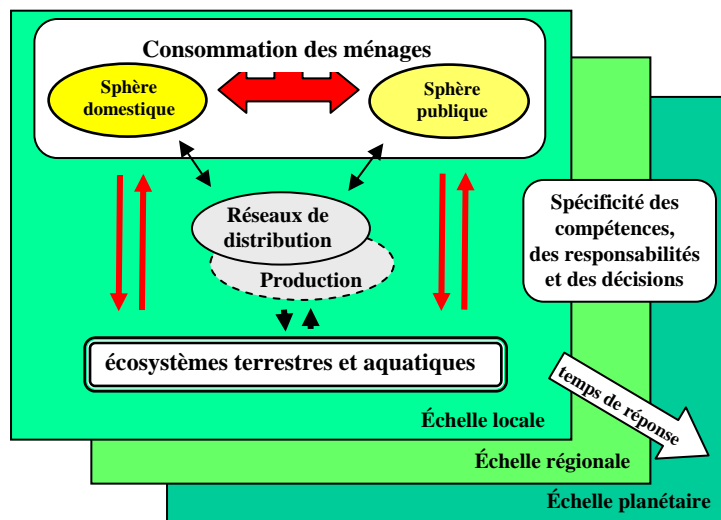 Consommation des ménages
Sphère
domestique
Sphère
publique
Réseaux de
distribution
Production
Spécificité des
compétences,
des responsabilités
et des décisions
écosystèmes terrestres et aquatiques
temps de réponse
Échelle locale
Échelle régionale
Échelle planétaire